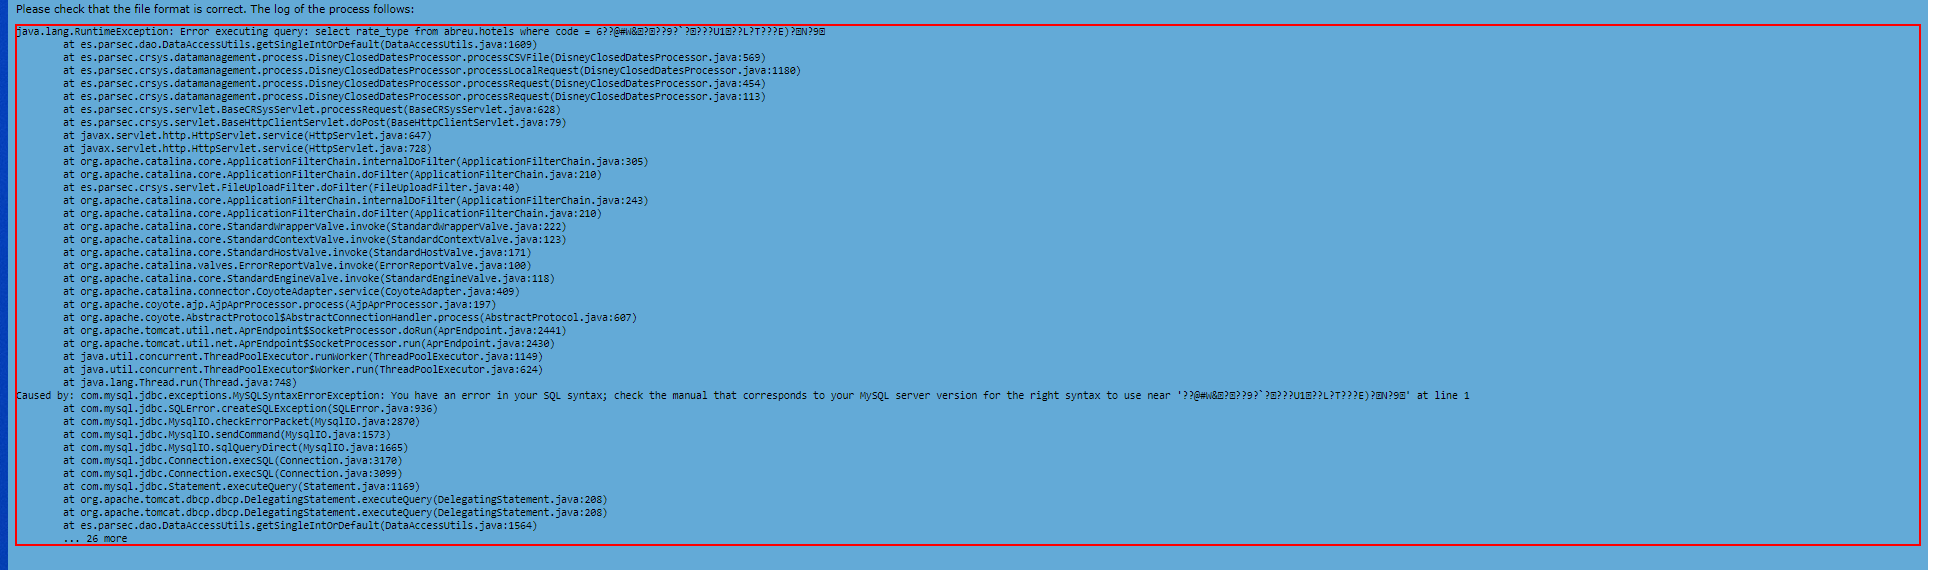 Please check that the file format is correct. The log of the process follows:
java.lang.RuntimeException: Error executing query: select rate_type from abreu.hotels where code = 6??@#W&�?�??9?`?�???U1�??L?T???E)?�N?9�
at es.parsec.dao.DataAccessUtils.getSingleIntOrDefault(DataAccessUtils.java:1609)
at es.parsec.crsys.datamanagement.process.DisneyClosedDatesProcessor.processCSVFile(DisneyClosedDatesProcessor.java:569)
at es.parsec.crsys.datamanagement.process.DisneyClosedDatesProcessor.processLocalRequest(DisneyClosedDatesProcessor.java:1180)
at es.parsec.crsys.datamanagement.process.DisneyClosedDatesProcessor.processRequest(DisneyClosedDatesProcessor.java:454)
at es.parsec.crsys.datamanagement.process.DisneyClosedDatesProcessor.processRequest(DisneyClosedDatesProcessor.java:113)
at es.parsec.crsys.servlet.BaseCRSysServlet.processRequest(BaseCRSysServlet.java:628)
at es.parsec.crsys.servlet.BaseHttpClientServlet.doPost(BaseHttpClientServlet.java:79)
at javax.servlet.http.HttpServlet.service(HttpServlet.java:647)
at javax.servlet.http.HttpServlet.service(HttpServlet.java:728)
at org.apache.catalina.core.ApplicationFilterChain.internalDoFilter(ApplicationFilterChain.java:305)
at org.apache.catalina.core.ApplicationFilterChain.doFilter(ApplicationFilterChain.java:210)
at es.parsec.crsys.servlet.FileUploadFilter.doFilter(FileUploadFilter.java:40)
at org.apache.catalina.core.ApplicationFilterChain.internalDoFilter(ApplicationFilterChain.java:243)
at org.apache.catalina.core.ApplicationFilterChain.doFilter(ApplicationFilterChain.java:210)
at org.apache.catalina.core.StandardWrapperValve.invoke(StandardWrapperValve.java:222)
at org.apache.catalina.core.StandardContextValve.invoke(StandardContextValve.java:123)
at org.apache.catalina.core.StandardHostValve.invoke(StandardHostValve.java:171)
at org.apache.catalina.valves.ErrorReportValve.invoke(ErrorReportValve.java:100)
at org.apache.catalina.core.StandardEngineValve.invoke(StandardEngineValve.java:118)
at org.apache.catalina.connector.CoyoteAdapter.service(CoyoteAdapter.java:409)
at org.apache.coyote.ajp.AjpAprProcessor.process(AjpAprProcessor.java:197)
at org.apache.coyote.AbstractProtocol$AbstractConnectionHandler.process(AbstractProtocol.java:607)
at org.apache.tomcat.util.net.AprEndpoint$SocketProcessor.doRun(AprEndpoint.java:2441)
at org.apache.tomcat.util.net.AprEndpoint$SocketProcessor.run(AprEndpoint.java:2430)
at java.util.concurrent.ThreadPoolExecutor.runWorker(ThreadPoolExecutor.java:1149)
at java.util.concurrent.ThreadPoolExecutor$Worker.run(ThreadPoolExecutor.java:624)
at java.lang.Thread.run(Thread.java:748)
Caused by: com.mysql.jdbc.exceptions.MySQLSyntaxErrorException: You have an error in your SQL syntax; check the manual that corresponds to your MySQL server version for the right syntax to use near '??@#W&�?�??9?`?�???U1�??L?T???E)?�N?9�' at line 1
at com.mysql.jdbc.SQLError.createSQLException(SQLError.java:936)
at com.mysql.jdbc.MysqlIO.checkErrorPacket(MysqlIO.java:2870)
at com.mysql.jdbc.MysqlIO.sendCommand(MysqlIO.java:1573)
at com.mysql.jdbc.MysqlIO.sqlQueryDirect(MysqlIO.java:1665)
at com.mysql.jdbc.Connection.execSQL(Connection.java:3170)
at com.mysql.jdbc.Connection.execSQL(Connection.java:3099)
at com.mysql.jdbc.Statement.executeQuery(Statement.java:1169)
at org.apache.tomcat.dbcp.dbcp.DelegatingStatement.executeQuery(DelegatingStatement.java:208)
at org.apache.tomcat.dbcp.dbcp.DelegatingStatement.executeQuery(DelegatingStatement.java:208)
at es.parsec.dao.DataAccessUtils.getSingleIntOrDefault(DataAccessUtils.java:1564)
... 26 more